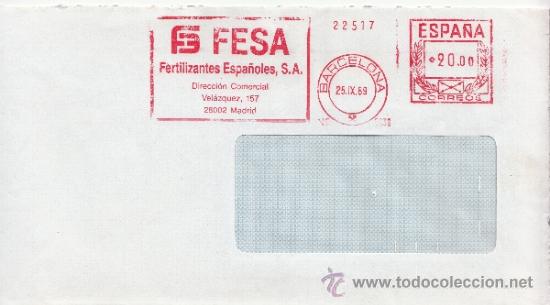 FESA
Fertilizantes Españoles, S.A.
Dirección Comercial
Velázquez, 157
28002 Madrid
22517
BARCELONA
25.IX.89
ESPAÑA
20.00
CORREOS
www.todocoleccion.net